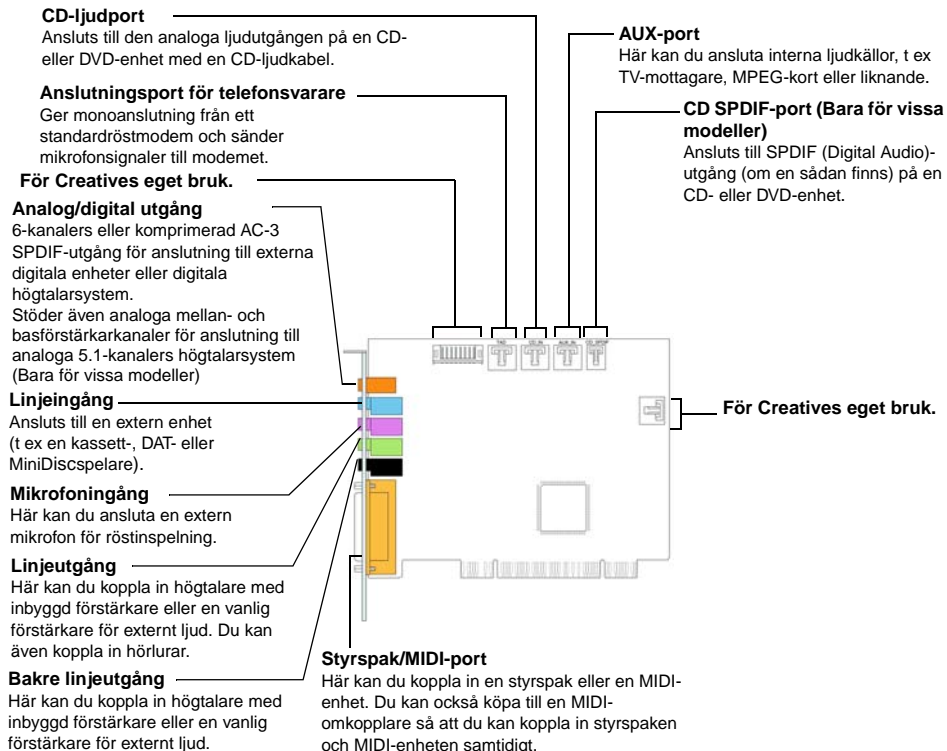 CD-ljudport
Ansluts till den analoga ljudutgången på en CD-
eller DVD-enhet med en CD-ljudkabel.
Anslutningsport för telefonsvarare
Ger monoanslutning från ett
standardröstmodem och sänder
mikrofonsignaler till modemet.
För Creatives eget bruk.
Analog/digital utgång
6-kanalers eller komprimerad AC-3
SPDIF-utgång för anslutning till externa
digitala enheter eller digitala
högtalarsystem.
Stöder även analoga mellan- och
basförstärkarkanaler för anslutning till
analoga 5.1-kanalers högtalarsystem
(Bara för vissa modeller)
Linjeingång
Ansluts till en extern enhet
(t ex en kassett-, DAT- eller
MiniDiscspelare).
Mikrofoningång
Här kan du ansluta en extern
mikrofon för röstinspelning.
Linjeutgång
Här kan du koppla in högtalare med
inbyggd förstärkare eller en vanlig
förstärkare för externt ljud. Du kan
även koppla in hörlurar.
Bakre linjeutgång
Här kan du koppla in högtalare med
inbyggd förstärkare eller en vanlig
förstärkare för externt ljud.
AUX-port
Här kan du ansluta interna ljudkällor, t ex
TV-mottagare, MPEG-kort eller liknande.
CD SPDIF-port (Bara för vissa
modeller)
Ansluts till SPDIF (Digital Audio)-
utgång (om en sådan finns) på en
CD- eller DVD-enhet.
TAD CD_IN AUX_IN CD_SPDIF
För Creatives eget bruk.
Styrspak/MIDI-port
Här kan du koppla in en styrspak eller en MIDI-
enhet. Du kan också köpa till en MIDI-
omkopplare så att du kan koppla in styrspaken
och MIDI-enheten samtidigt.